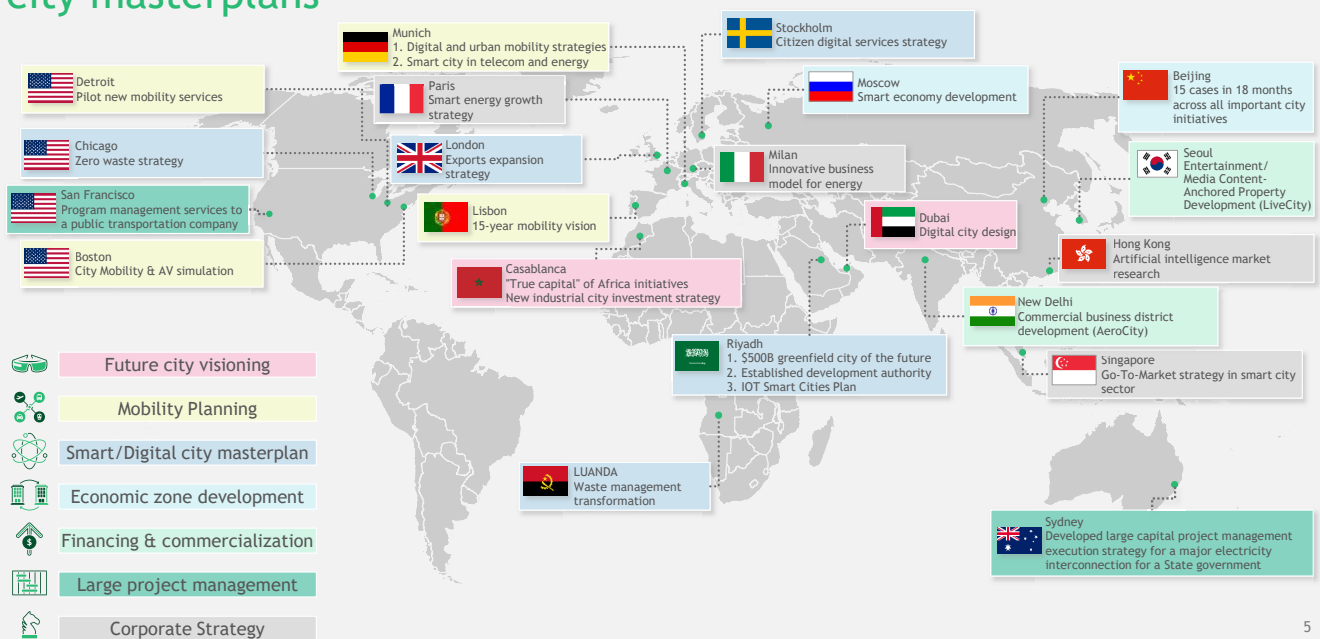 city masterplans
Munich
1. Digital and urban mobility strategies
2. Smart city in telecom and energy
Stockholm
Citizen digital services strategy
Detroit
Pilot new mobility services
Paris
Smart energy growth
strategy
Moscow
Smart economy development
Beijing
15 cases in 18 months
across all important city
initiatives
Chicago
Zero waste strategy
London
Exports expansion
strategy
Milan
Innovative business
model for energy
Seoul
Entertainment/
Media Content-
Anchored Property
Development (LiveCity)
San Francisco
Program management services to
a public transportation company
Lisbon
15-year mobility vision
Dubai
Digital city design
Boston
City Mobility & AV simulation
Hong Kong
Artificial intelligence market
research
Casablanca
"True capital" of Africa initiatives
New industrial city investment strategy
New Delhi
Commercial business district
development (AeroCity)
Riyadh
1. $500B greenfield city of the future
2. Established development authority
3. IOT Smart Cities Plan
Singapore
Go-To-Market strategy in smart city
sector
LUANDA
Waste management
transformation
Sydney
Developed large capital project management
execution strategy for a major electricity
interconnection for a State government
Future city visioning
Mobility Planning
Smart/Digital city masterplan
Economic zone development
Financing & commercialization
Large project management
Corporate Strategy
5